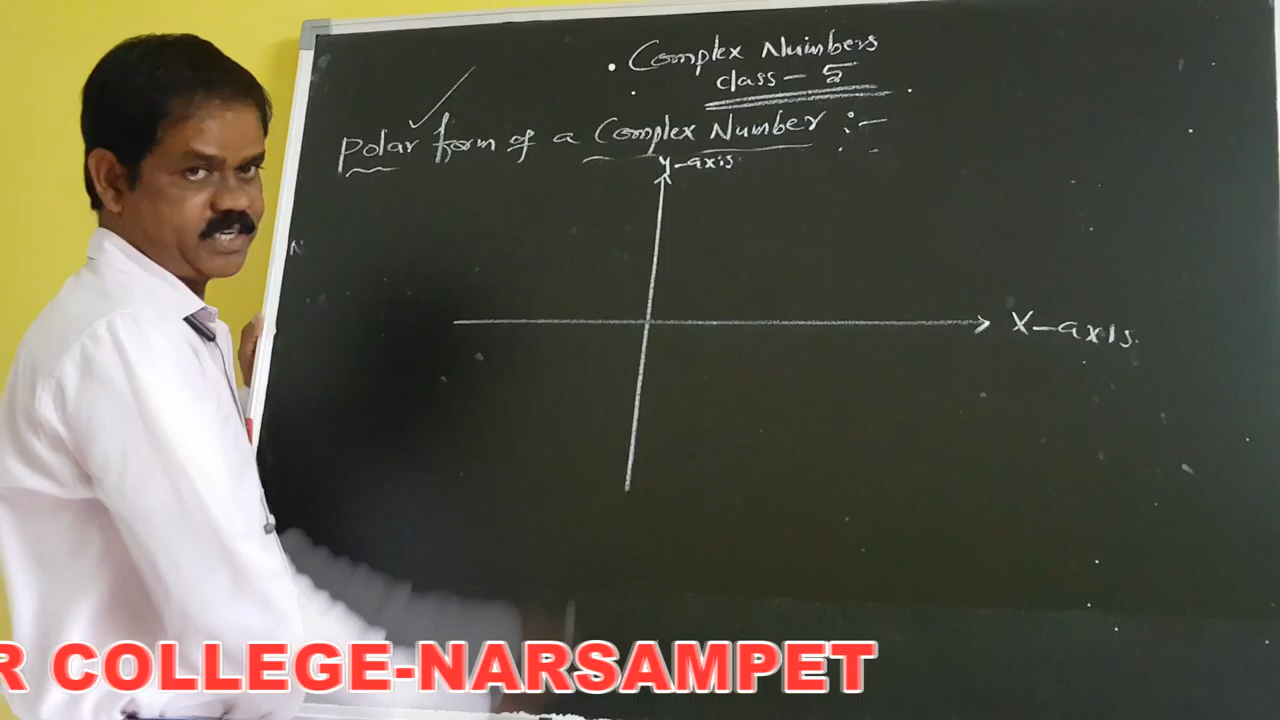 Complex Numbers
class - 5
Polar form of a Complex Number :-
y-axis
X-axis
R COLLEGE-NARSAMPET